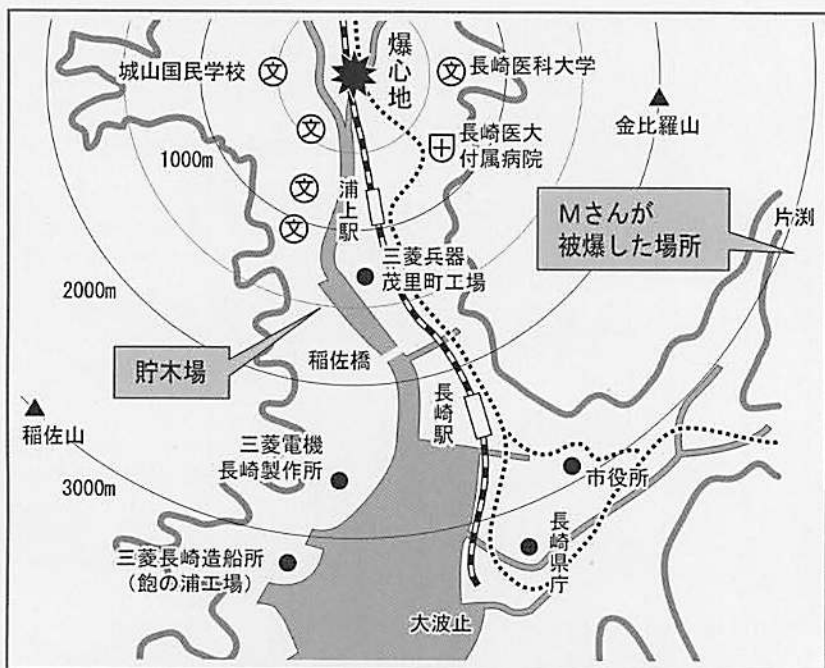 爆心地
城山国民学校
文
文
長崎医科大学
金比羅山
文
長崎医大
付属病院
1000m
文
浦上駅
文
Mさんが
被爆した場所
片渕
三菱兵器
茂里町工場
2000m
貯木場
稲佐橋
長崎駅
稲佐山
三菱電機
長崎製作所
市役所
3000m
三菱長崎造船所
（飽の浦工場）
長崎県庁
大波止